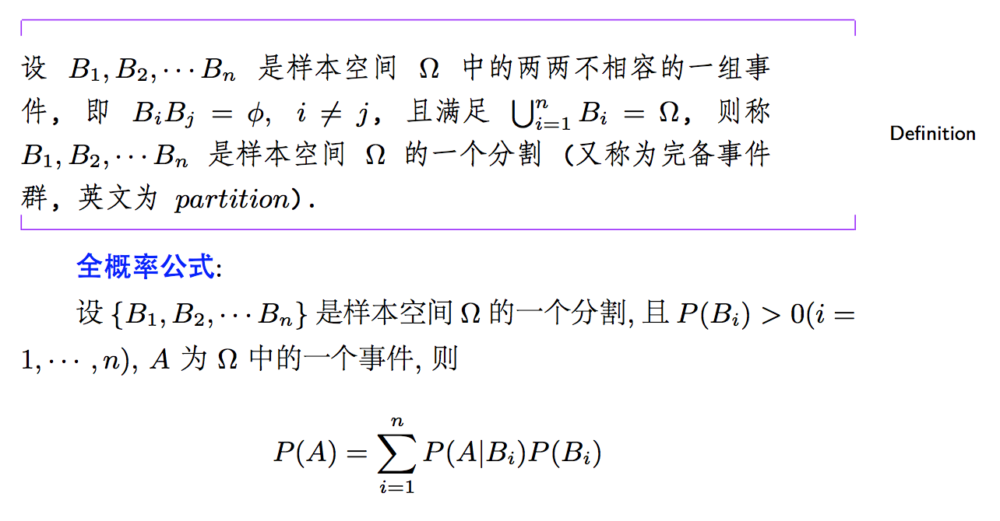 设 B₁, B₂, ⋯ Bₙ 是样本空间 Ω 中的两两不相容的一组事
件, 即 BᵢBⱼ = ϕ, i ≠ j, 且满足 ⋃ⁿᵢ₌₁ Bᵢ = Ω, 则称
B₁, B₂, ⋯ Bₙ 是样本空间 Ω 的一个分割 (又称为完备事件
群, 英文为 partition).
Definition
全概率公式:
设 {B₁, B₂, ⋯ Bₙ} 是样本空间 Ω 的一个分割, 且 P(Bᵢ) > 0(i =
1, ⋯ , n), A 为 Ω 中的一个事件, 则
P(A) = ∑ⁿᵢ₌₁ P(A|Bᵢ)P(Bᵢ)